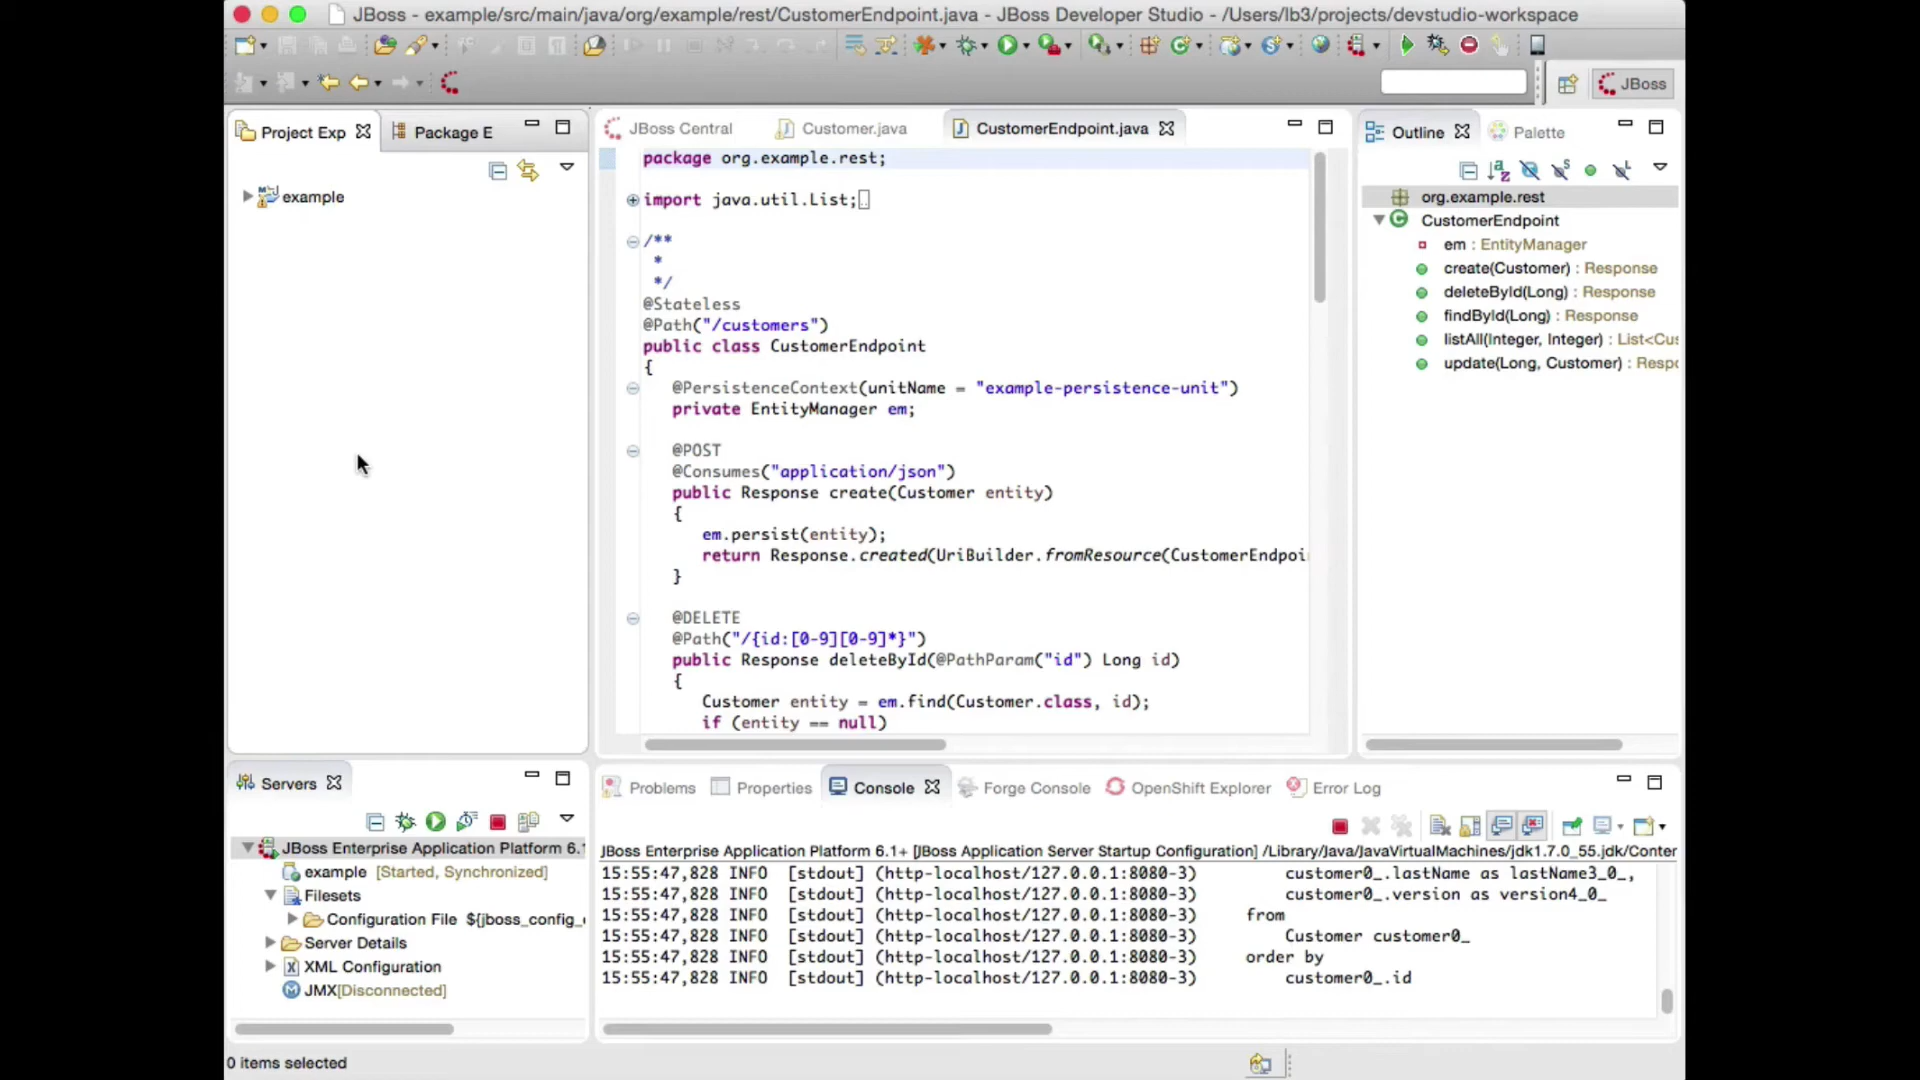 JBoss - example/src/main/java/org/example/rest/CustomerEndpoint.java - JBoss Developer Studio - /Users/lb3/projects/devstudio-workspace
JBoss
Project Exp
Package E
example
JBoss Central
Customer.java
CustomerEndpoint.java
package org.example.rest;
import java.util.List;
/**
*
*/
@Stateless
@Path("/customers")
public class CustomerEndpoint
{
@PersistenceContext(unitName = "example-persistence-unit")
private EntityManager em;
@POST
@Consumes("application/json")
public Response create(Customer entity)
{
em.persist(entity);
return Response.created(UriBuilder.fromResource(CustomerEndpoi
}
@DELETE
@Path("/{id:[0-9][0-9]*}")
public Response deleteById(@PathParam("id") Long id)
{
Customer entity = em.find(Customer.class, id);
if (entity == null)
Outline
Palette
org.example.rest
CustomerEndpoint
em : EntityManager
create(Customer) : Response
deleteById(Long) : Response
findById(Long) : Response
listAll(Integer, Integer) : List<Cus
update(Long, Customer) : Respo
Servers
JBoss Enterprise Application Platform 6.1
example [Started, Synchronized]
Filesets
Configuration File ${jboss_config_
Server Details
XML Configuration
JMX[Disconnected]
Problems
Properties
Console
Forge Console
OpenShift Explorer
Error Log
JBoss Enterprise Application Platform 6.1+ [JBoss Application Server Startup Configuration] /Library/Java/JavaVirtualMachines/jdk1.7.0_55.jdk/Conter
15:55:47,828 INFO [stdout] (http-localhost/127.0.0.1:8080-3) customer0_.lastName as lastName3_0_,
15:55:47,828 INFO [stdout] (http-localhost/127.0.0.1:8080-3) customer0_.version as version4_0_
15:55:47,828 INFO [stdout] (http-localhost/127.0.0.1:8080-3) from
15:55:47,828 INFO [stdout] (http-localhost/127.0.0.1:8080-3) Customer customer0_
15:55:47,828 INFO [stdout] (http-localhost/127.0.0.1:8080-3) order by
15:55:47,828 INFO [stdout] (http-localhost/127.0.0.1:8080-3) customer0_.id
0 items selected